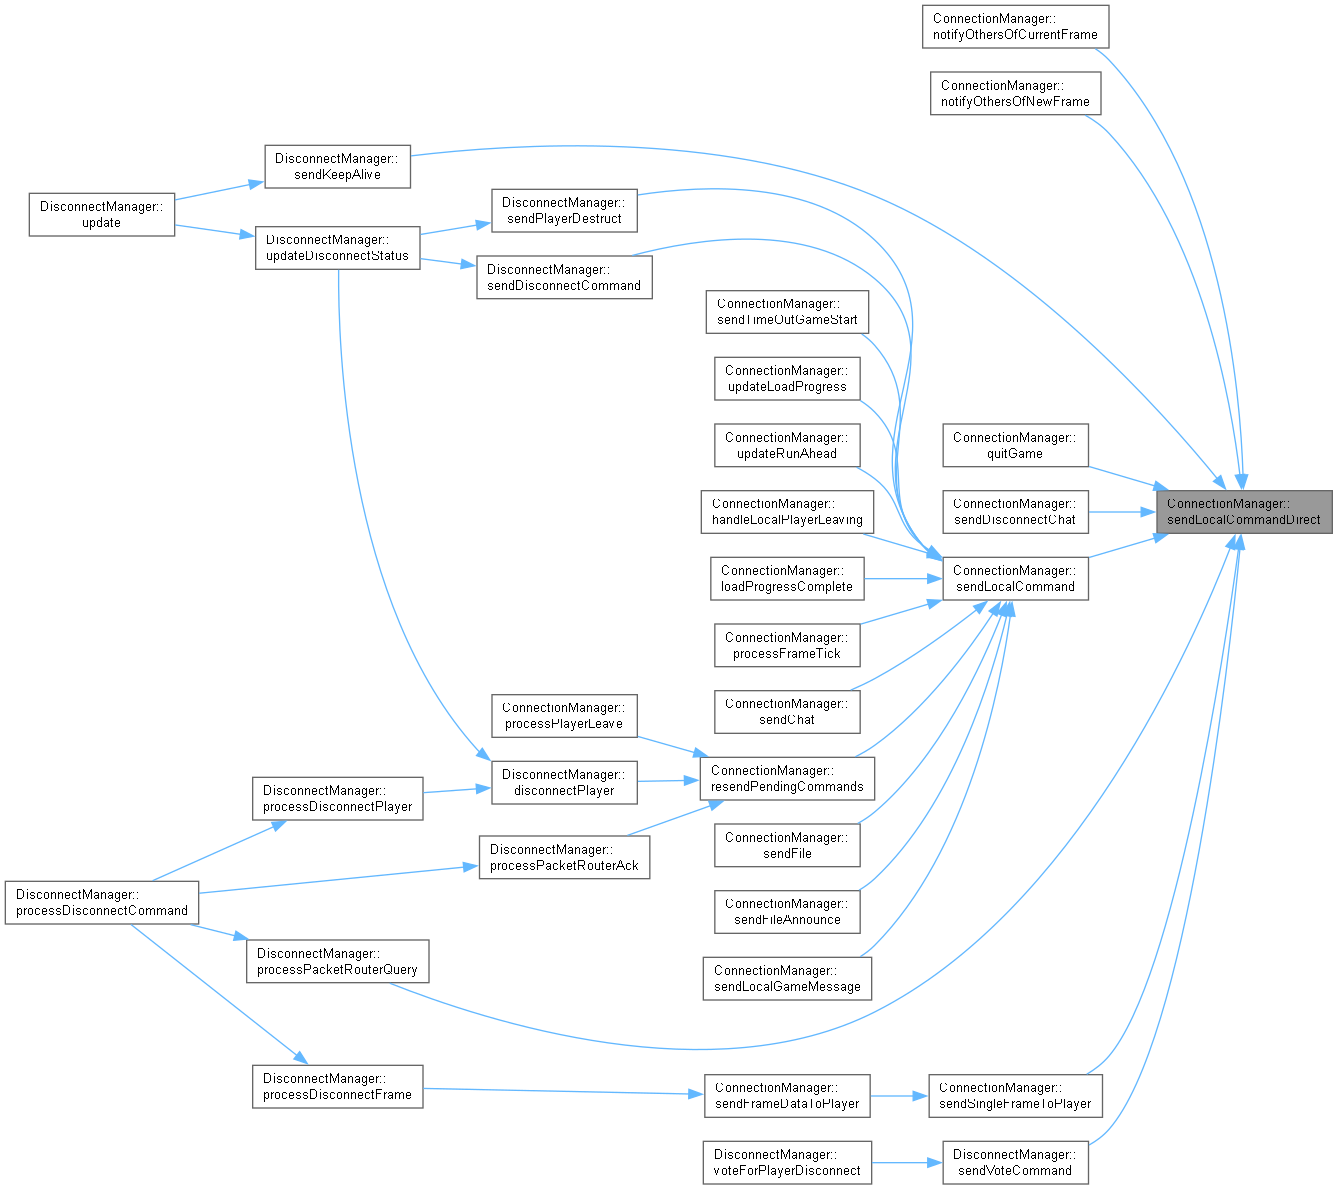 ConnectionManager::
notifyOthersOfCurrentFrame
ConnectionManager::
notifyOthersOfNewFrame
DisconnectManager::
sendKeepAlive
DisconnectManager::
sendPlayerDestruct
DisconnectManager::
update
DisconnectManager::
updateDisconnectStatus
DisconnectManager::
sendDisconnectCommand
ConnectionManager::
sendTimeOutGameStart
ConnectionManager::
updateLoadProgress
ConnectionManager::
updateRunAhead
ConnectionManager::
quitGame
ConnectionManager::
handleLocalPlayerLeaving
ConnectionManager::
sendDisconnectChat
ConnectionManager::
sendLocalCommandDirect
ConnectionManager::
loadProgressComplete
ConnectionManager::
sendLocalCommand
ConnectionManager::
processFrameTick
ConnectionManager::
sendChat
ConnectionManager::
processPlayerLeave
DisconnectManager::
disconnectPlayer
ConnectionManager::
resendPendingCommands
DisconnectManager::
processDisconnectPlayer
ConnectionManager::
sendFile
DisconnectManager::
processPacketRouterAck
DisconnectManager::
processDisconnectCommand
ConnectionManager::
sendFileAnnounce
DisconnectManager::
processPacketRouterQuery
ConnectionManager::
sendLocalGameMessage
DisconnectManager::
processDisconnectFrame
ConnectionManager::
sendFrameDataToPlayer
ConnectionManager::
sendSingleFrameToPlayer
DisconnectManager::
voteForPlayerDisconnect
DisconnectManager::
sendVoteCommand